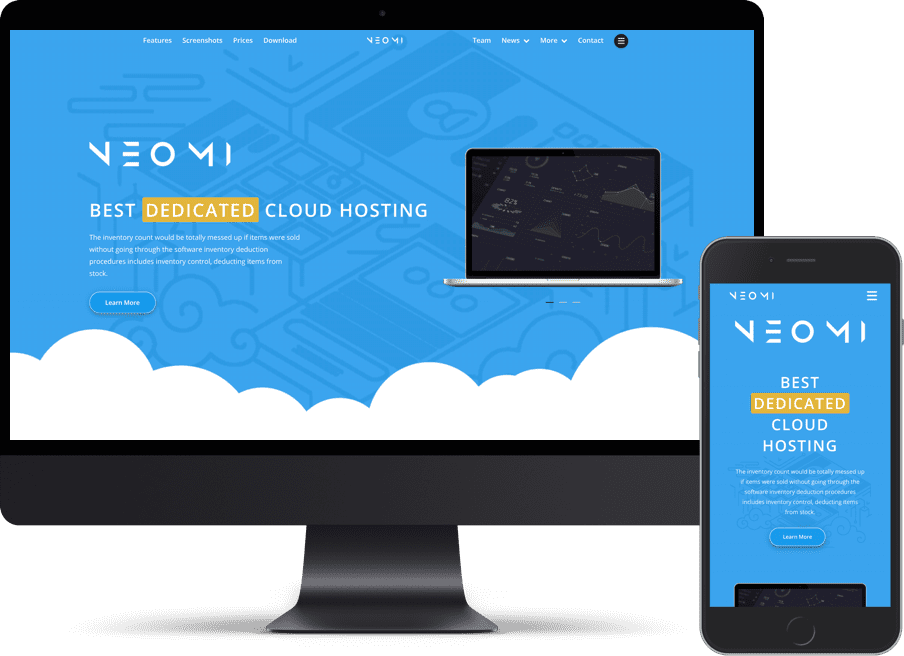 Features Screenshots Prices Download NEOMI Team News More Contact
NEOMI
BEST DEDICATED CLOUD HOSTING
The inventory count would be totally messed up if items were sold
without going through the software inventory deduction
procedures includes inventory control, deducting items from
stock.
Learn More
82%
NEOMI
NEOMI
BEST
DEDICATED
CLOUD
HOSTING
The inventory count would be totally messed up
if items were sold without going through the
software inventory deduction procedures
includes inventory control, deducting items
from stock.
Learn More